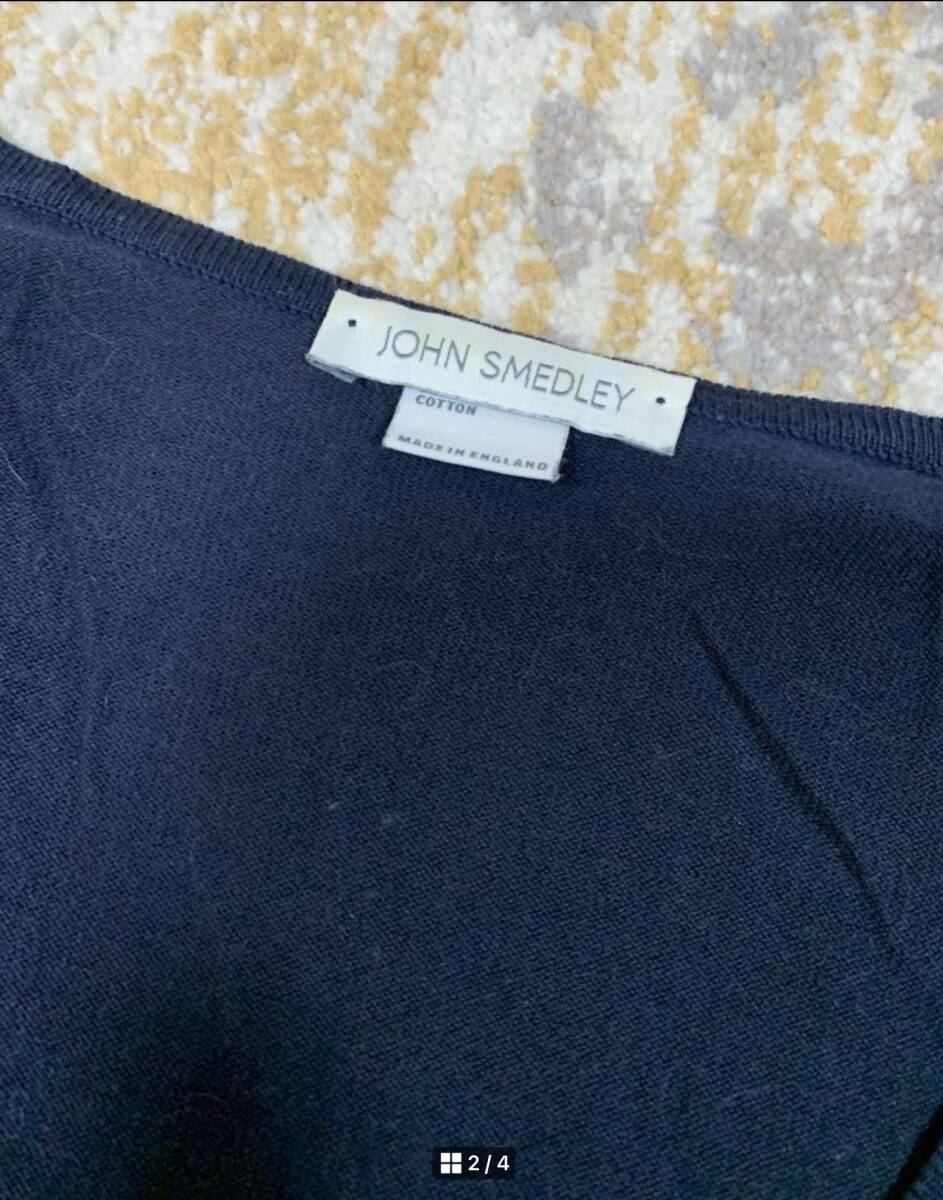 JOHN SMEDLEY
COTTON
MADE IN ENGLAND
2/4